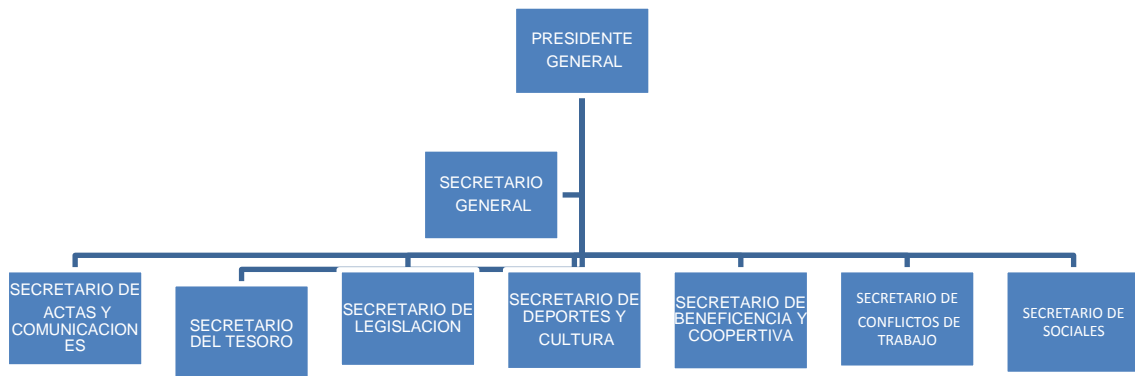 PRESIDENTE
GENERAL
SECRETARIO
GENERAL
SECRETARIO DE
ACTAS Y
COMUNICACION
ES
SECRETARIO
DEL TESORO
SECRETARIO DE
LEGISLACION
SECRETARIO DE
DEPORTES Y
CULTURA
SECRETARIO DE
BENEFICENCIA Y
COOPERTIVA
SECRETARIO DE
CONFLICTOS DE
TRABAJO
SECRETARIO DE
SOCIALES